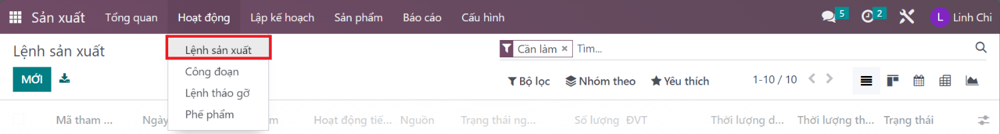 Sản xuất Tổng quan Hoạt động Lập kế hoạch Sản phẩm Báo cáo Cấu hình 5 2 L Linh Chi
Lệnh sản xuất
Cần làm × Tìm...
MỚI
Lệnh sản xuất
Công đoạn
Lệnh tháo gỡ
Phế phẩm
Bộ lọc Nhóm theo Yêu thích 1-10 / 10
Mã tham ... Ngày Hoạt động tiế... Nguồn Trạng thái ng... Số lượng ĐVT Thời lượng d... Thời lượng th... Trạng thái